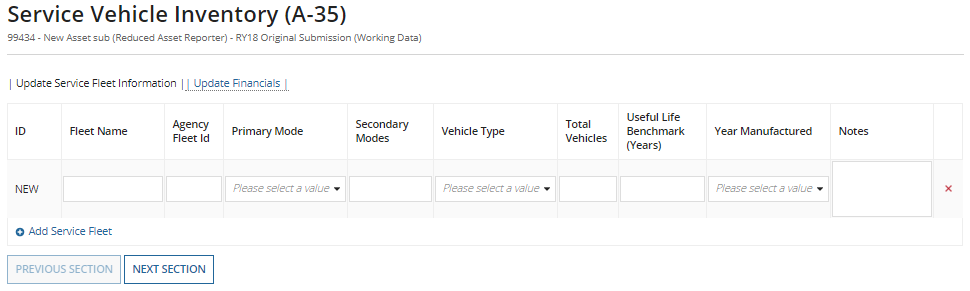 Service Vehicle Inventory (A-35)
99434 - New Asset sub (Reduced Asset Reporter) - RY18 Original Submission (Working Data)
| Update Service Fleet Information || Update Financials |
ID Fleet Name Agency Fleet Id Primary Mode Secondary Modes Vehicle Type Total Vehicles Useful Life Benchmark (Years) Year Manufactured Notes
NEW Please select a value Please select a value Please select a value
Add Service Fleet
PREVIOUS SECTION NEXT SECTION